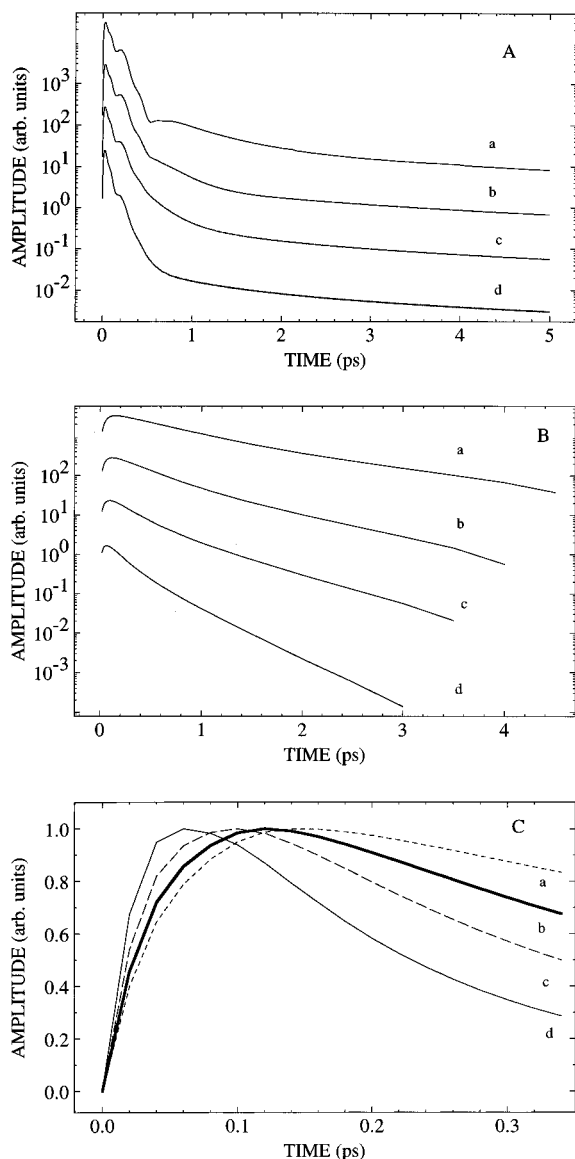 A
AMPLITUDE (arb. units)
10^3
10^2
10^1
10^0
10^-1
10^-2
a
b
c
d
0 1 2 3 4 5
TIME (ps)
B
AMPLITUDE (arb. units)
10^2
10^1
10^0
10^-1
10^-2
10^-3
a
b
c
d
0 1 2 3 4 5
TIME (ps)
C
AMPLITUDE (arb. units)
1.0
0.8
0.6
0.4
0.2
0.0
a
b
c
d
0.0 0.1 0.2 0.3
TIME (ps)